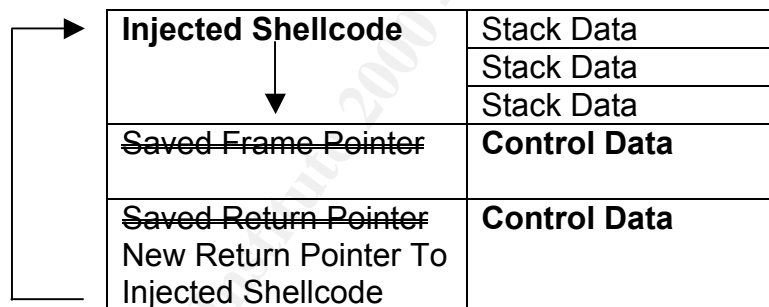 Injected Shellcode Stack Data
Stack Data
Stack Data
Saved Frame Pointer Control Data
Saved Return Pointer Control Data
New Return Pointer To
Injected Shellcode